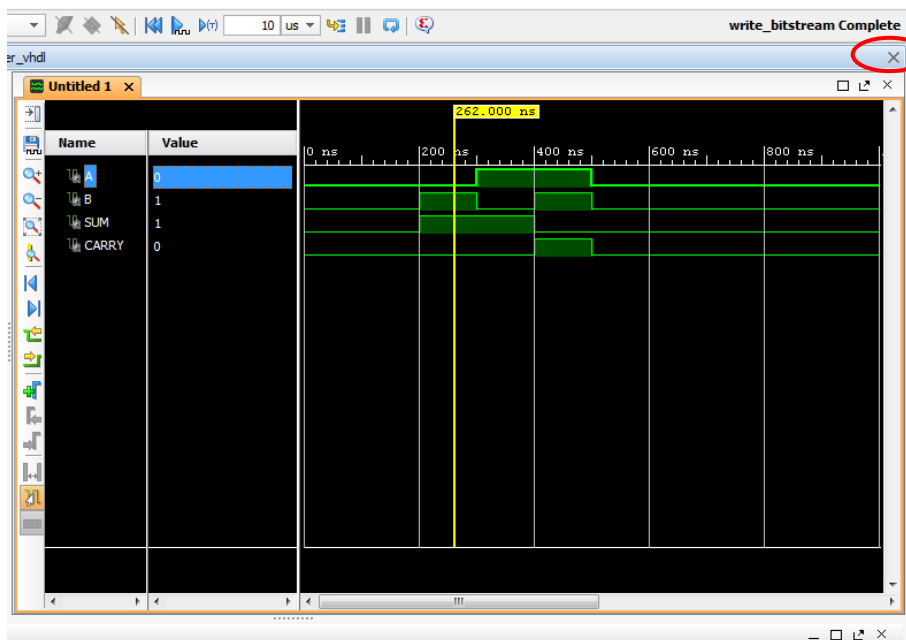 10 us write_bitstream Complete
er_vhdl
Untitled 1
262.000 ns
Name Value
0 ns 200 ns 400 ns 600 ns 800 ns
A 0
B 1
SUM 1
CARRY 0